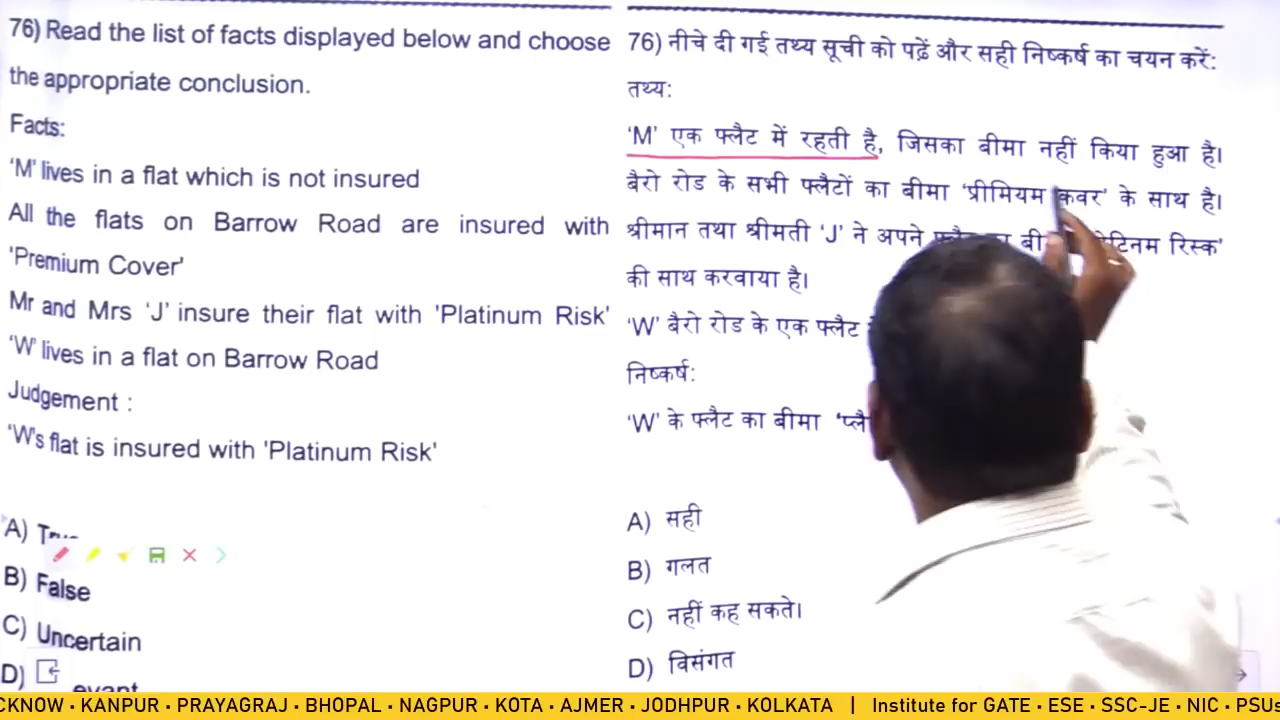 76) Read the list of facts displayed below and choose
the appropriate conclusion.
Facts:
'M' lives in a flat which is not insured
All the flats on Barrow Road are insured with
'Premium Cover'
Mr and Mrs 'J' insure their flat with 'Platinum Risk'
'W' lives in a flat on Barrow Road
Judgement :
'W's flat is insured with 'Platinum Risk'
A)
B) False
C) Uncertain
D)
76) नीचे दी गई तथ्य सूची को पढ़ें और सही निष्कर्ष का चयन करें:
तथ्य:
'M' एक फ्लैट में रहती है, जिसका बीमा नहीं किया हुआ है।
बैरो रोड के सभी फ्लैटों का बीमा 'प्रीमियम कवर' के साथ है।
श्रीमान तथा श्रीमती 'J' ने अपने रिस्क'
की साथ करवाया है।
'W' बैरो रोड के एक फ्लैट
निष्कर्ष:
'W' के फ्लैट का बीमा
A) सही
B) गलत
C) नहीं कह सकते।
D) विसंगत
CKNOW • KANPUR • PRAYAGRAJ • BHOPAL • NAGPUR • KOTA • AJMER • JODHPUR • KOLKATA | Institute for GATE • ESE • SSC-JE • NIC • PSUs